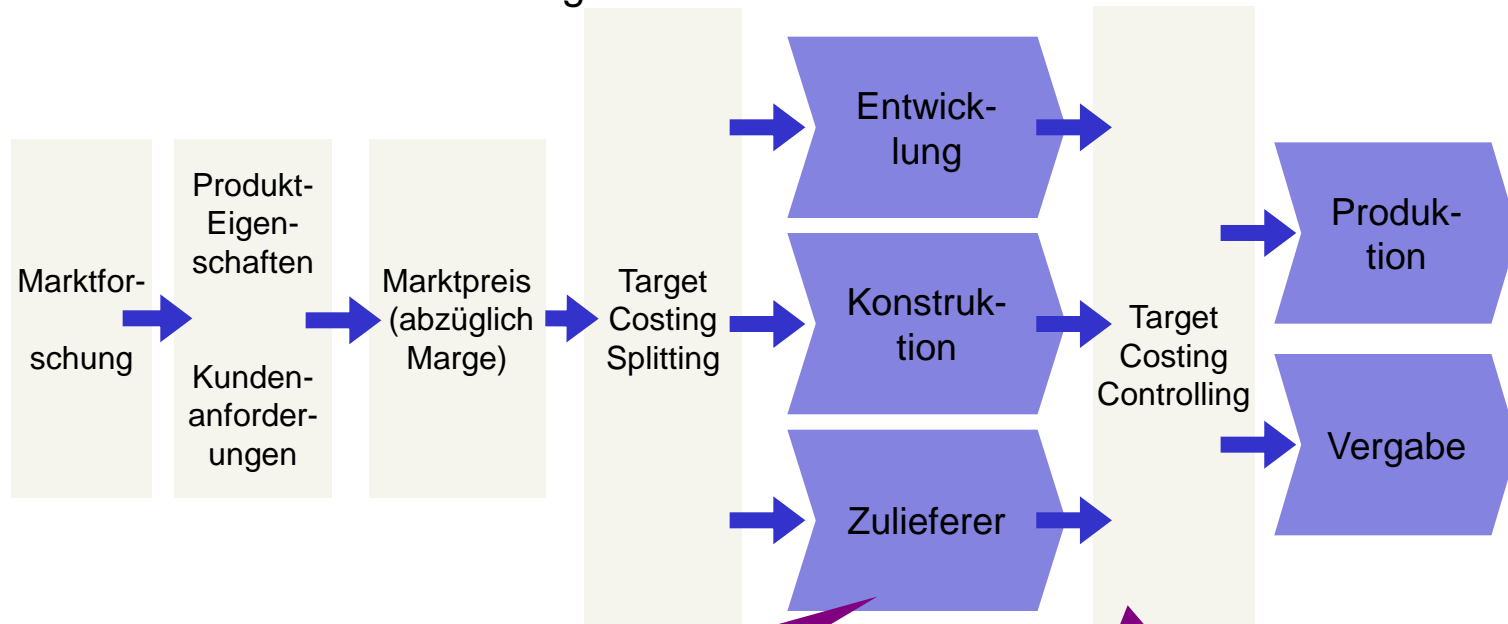 Marktfor-
schung
Produkt-
Eigen-
schaften
Kunden-
anforder-
ungen
Marktpreis
(abzüglich
Marge)
Target
Costing
Splitting
Entwick-
lung
Konstruk-
tion
Zulieferer
Target
Costing
Controlling
Produk-
tion
Vergabe